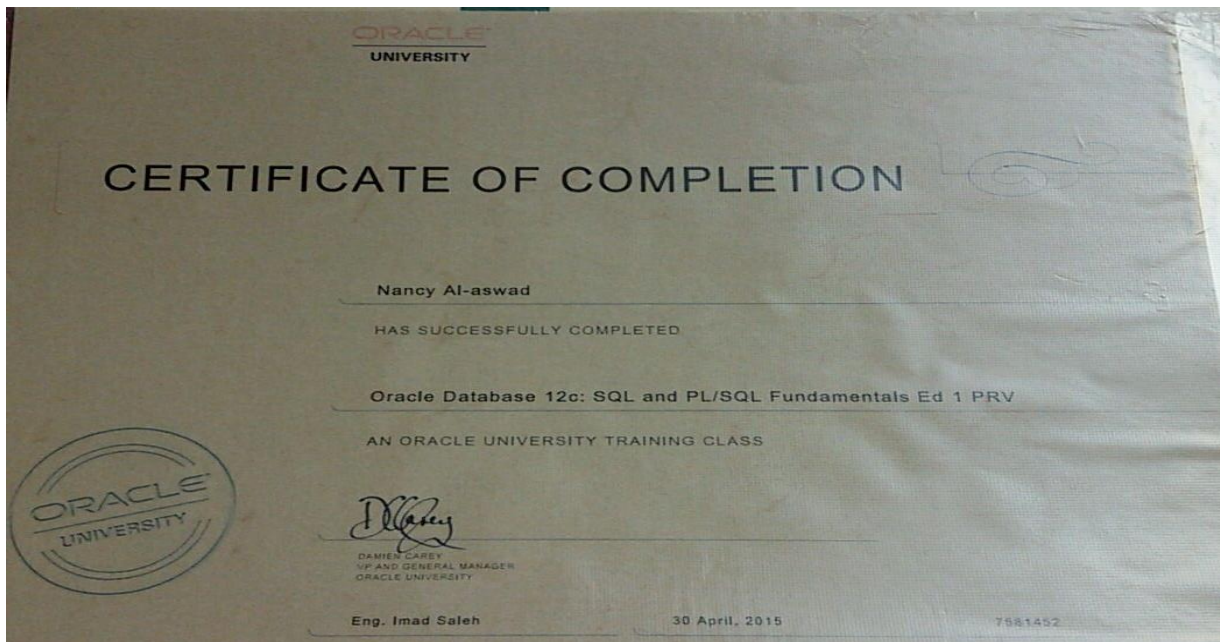 ORACLE
UNIVERSITY
CERTIFICATE OF COMPLETION
Nancy Al-aswad
HAS SUCCESSFULLY COMPLETED
Oracle Database 12c: SQL and PL/SQL Fundamentals Ed 1 PRV
AN ORACLE UNIVERSITY TRAINING CLASS
ORACLE
UNIVERSITY
DCarey
DAMIEN CAREY
VP AND GENERAL MANAGER
ORACLE UNIVERSITY
Eng. Imad Saleh 30 April, 2015 7581452